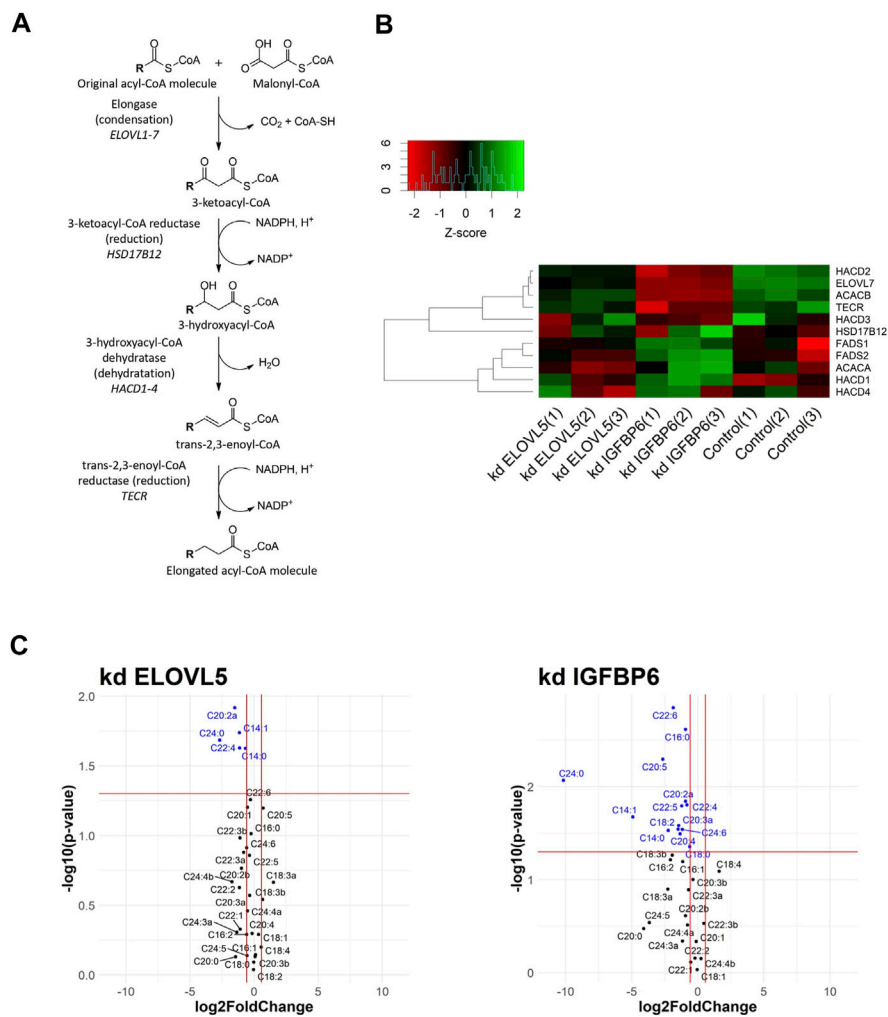 A
O
OH
O
O
R
S
CoA
+
HO
S
CoA
Original acyl-CoA molecule
Malonyl-CoA
Elongase
(condensation)
ELOVL1-7
CO2 + CoA-SH
O
O
R
S
CoA
3-ketoacyl-CoA
3-ketoacyl-CoA reductase
(reduction)
HSD17B12
NADPH, H+
NADP+
OH
O
R
S
CoA
3-hydroxyacyl-CoA
3-hydroxyacyl-CoA
dehydratase
(dehydratation)
HACD1-4
H2O
O
R
S
CoA
trans-2,3-enoyl-CoA
trans-2,3-enoyl-CoA
reductase (reduction)
TECR
NADPH, H+
NADP+
O
R
S
CoA
Elongated acyl-CoA molecule
B
6
3
0
-2 -1 0 1 2
Z-score
HACD2
ELOVL7
ACACB
TECR
HACD3
HSD17B12
FADS1
FADS2
ACACA
HACD1
HACD4
kd ELOVL5(1)
kd ELOVL5(2)
kd ELOVL5(3)
kd IGFBP6(1)
kd IGFBP6(2)
kd IGFBP6(3)
Control(1)
Control(2)
Control(3)
C
kd ELOVL5
-log10(p-value)
2.0
1.5
1.0
0.5
0.0
C20:2a
C14:1
C24:0
C22:4
C14:0
C22:6
C20:1
C20:5
C22:3b
C16:0
C24:6
C22:3a
C22:5
C24:4b
C20:2b
C18:3a
C22:2
C18:3b
C20:3a
C24:4a
C22:1
C24:3a
C20:4
C16:2
C18:1
C24:5
C16:1
C18:4
C20:0
C18:0
C20:3b
C18:2
-10 -5 0 5 10
log2FoldChange
kd IGFBP6
-log10(p-value)
2
1
0
C22:6
C16:0
C20:5
C24:0
C20:2a
C22:5
C22:4
C14:1
C18:2
C20:3a
C14:0
C24:6
C20:4
C18:0
C18:3b
C16:2
C16:1
C18:4
C20:3b
C18:3a
C22:3a
C20:2b
C24:5
C22:3b
C20:0
C24:4a
C20:1
C24:3a
C22:2
C24:4b
C22:1
C18:1
-10 -5 0 5 10
log2FoldChange